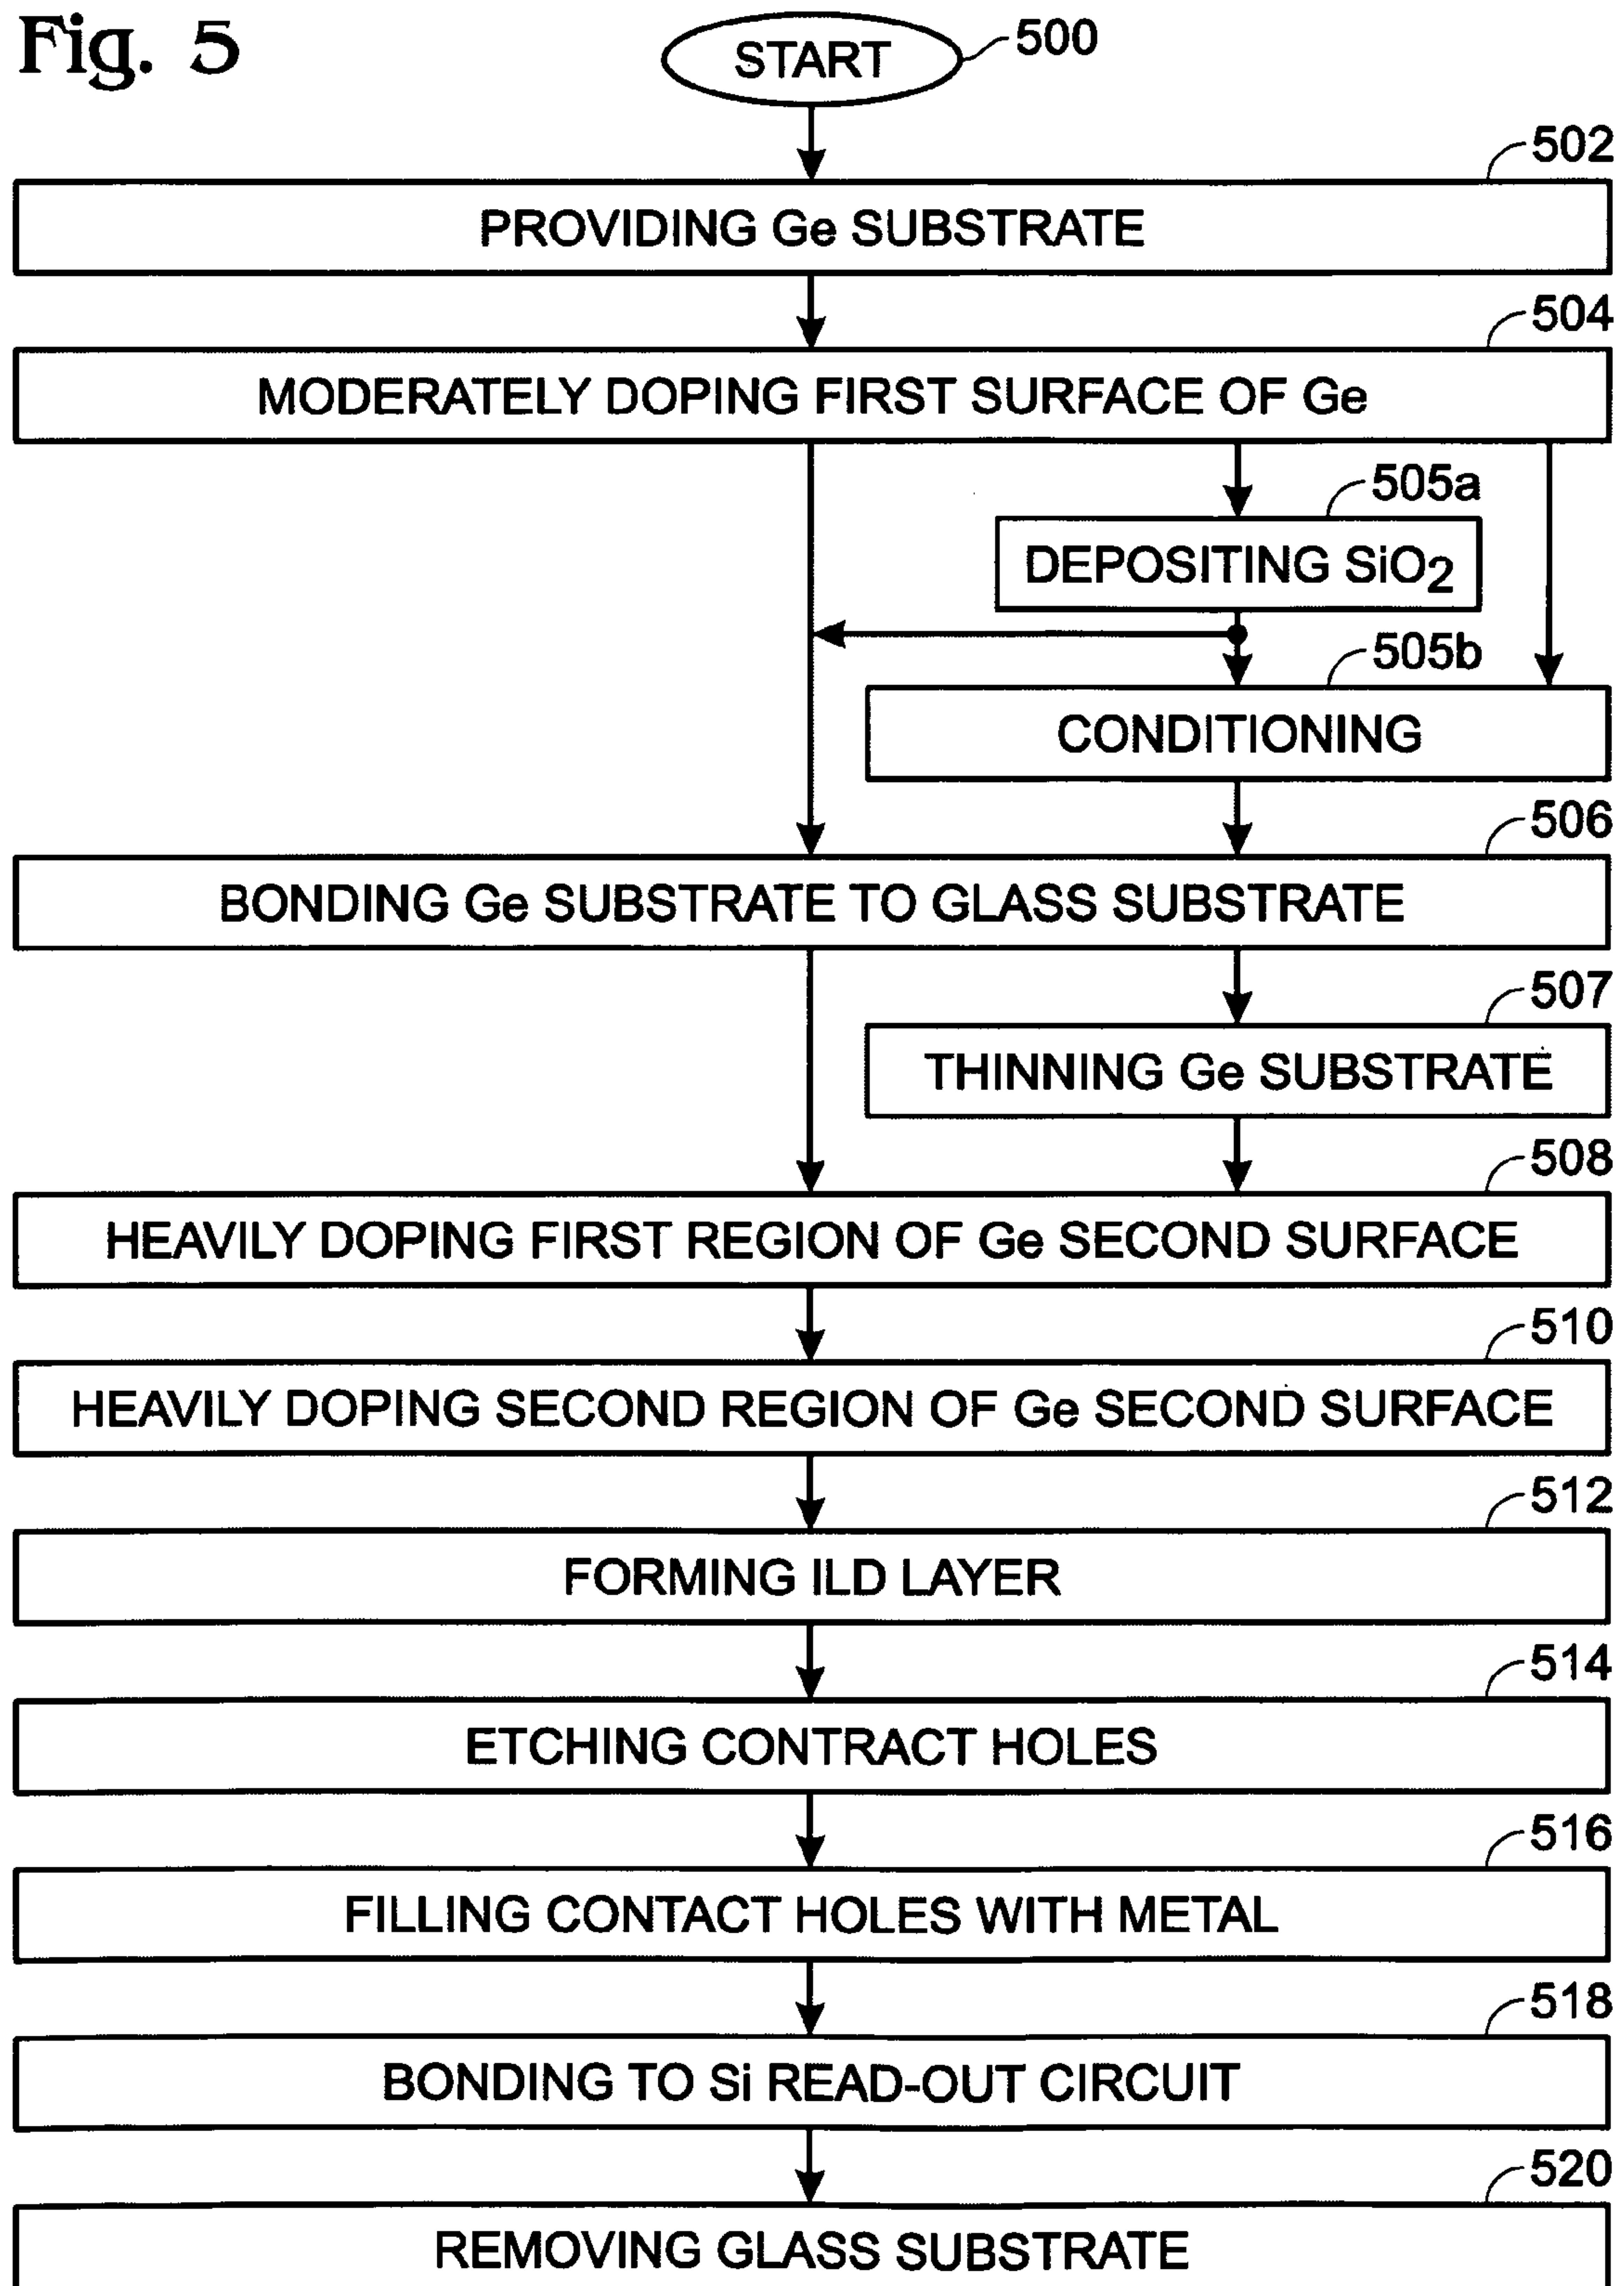 Fig. 5
START
500
502
PROVIDING Ge SUBSTRATE
504
MODERATELY DOPING FIRST SURFACE OF Ge
505a
DEPOSITING SiO2
505b
CONDITIONING
506
BONDING Ge SUBSTRATE TO GLASS SUBSTRATE
507
THINNING Ge SUBSTRATE
508
HEAVILY DOPING FIRST REGION OF Ge SECOND SURFACE
510
HEAVILY DOPING SECOND REGION OF Ge SECOND SURFACE
512
FORMING ILD LAYER
514
ETCHING CONTRACT HOLES
516
FILLING CONTACT HOLES WITH METAL
518
BONDING TO Si READ-OUT CIRCUIT
520
REMOVING GLASS SUBSTRATE